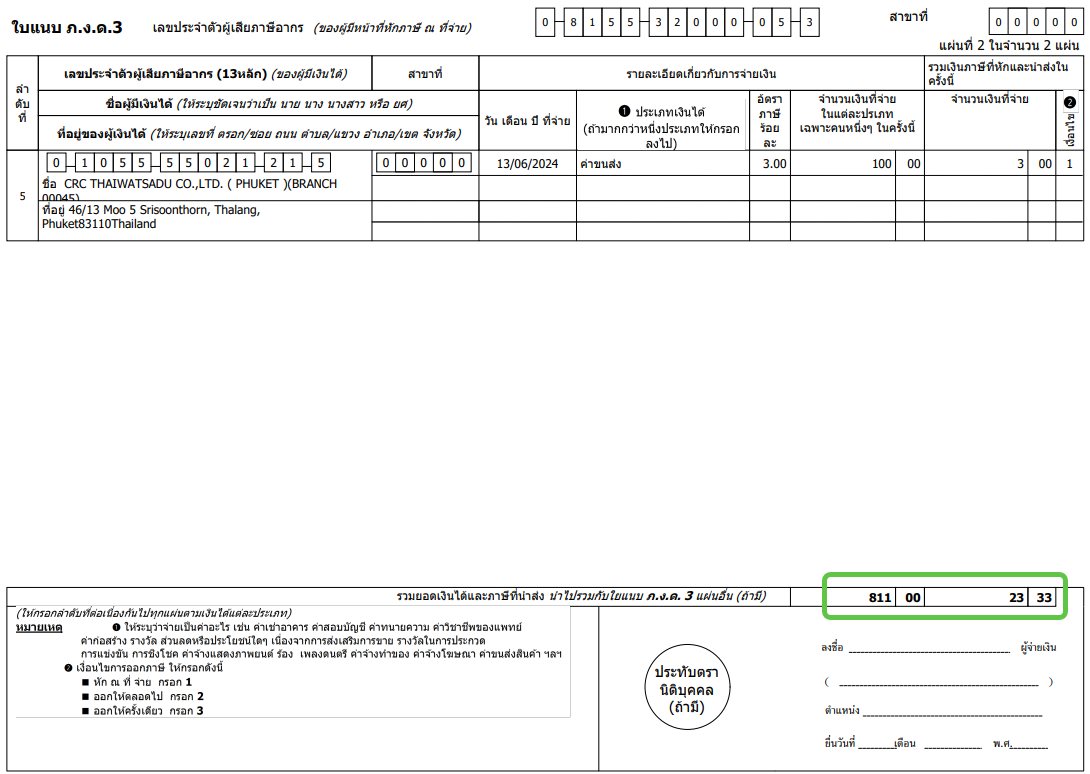 ใบแนบ ภ.ง.ด.3 เลขประจำตัวผู้เสียภาษีอากร (ของผู้มีหน้าที่หักภาษี ณ ที่จ่าย) 0 8155 32000 05 3 สาขาที่ 00000
แผ่นที่ 2 ในจำนวน 2 แผ่น
ลำดับที่
เลขประจำตัวผู้เสียภาษีอากร (13หลัก) (ของผู้มีเงินได้)
สาขาที่
ชื่อผู้มีเงินได้ (ให้ระบุชัดเจนว่าเป็น นาย นาง นางสาว หรือ ยศ)
ที่อยู่ของผู้เงินได้ (ให้ระบุเลขที่ ตรอก/ซอย ถนน ตำบล/แขวง อำเภอ/เขต จังหวัด)
รายละเอียดเกี่ยวกับการจ่ายเงิน
รวมเงินภาษีที่หักและนำส่งใน
ครั้งนี้
วัน เดือน ปี ที่จ่าย
❶ ประเภทเงินได้
(ถ้ามากกว่าหนึ่งประเภทให้กรอก
ลงไป)
อัตรา
ภาษี
ร้อย
ละ
จำนวนเงินที่จ่าย
ในแต่ละประเภท
เฉพาะคนหนึ่งๆ ในครั้งนี้
จำนวนเงินที่จ่าย
❷
เงื่อนไข
5
0 1055 55021 21 5 00000 13/06/2024 ค่าขนส่ง 3.00 100 00 3 00 1
ชื่อ CRC THAIWATSADU CO.,LTD. ( PHUKET )(BRANCH
00045)
ที่อยู่ 46/13 Moo 5 Srisoonthorn, Thalang,
Phuket83110Thailand
รวมยอดเงินได้และภาษีที่นำส่ง นำไปรวมกับใยแนบ ภ.ง.ด. 3 แผ่นอื่น (ถ้ามี) 811 00 23 33
(ให้กรอกลำดับที่ต่อเนื่องกันไปทุกแผ่นตามเงินได้แต่ละประเภท)
หมายเหตุ ❶ ให้ระบุว่าจ่ายเป็นค่าอะไร เช่น ค่าเช่าอาคาร ค่าสอบบัญชี ค่าทนายความ ค่าวิชาชีพของแพทย์
ค่าก่อสร้าง รางวัล ส่วนลดหรือประโยชน์ใดๆ เนื่องจากการส่งเสริมการขาย รางวัลในการประกวด
การแข่งขัน การชิงโชค ค่าจ้างแสดงภาพยนต์ ร้อง เพลงดนตรี ค่าจ้างทำของ ค่าจ้างโฆษณา ค่าขนส่งสินค้า ฯลฯ
❷ เงื่อนไขการออกภาษี ให้กรอกดังนี้
■ หัก ณ ที่ จ่าย กรอก 1
■ ออกให้ตลอดไป กรอก 2
■ ออกให้ครั้งเดียว กรอก 3
ประทับตรา
นิติบุคคล
(ถ้ามี)
ลงชื่อ ผู้จ่ายเงิน
( )
ตำแหน่ง
ยื่นวันที่ เดือน พ.ศ.